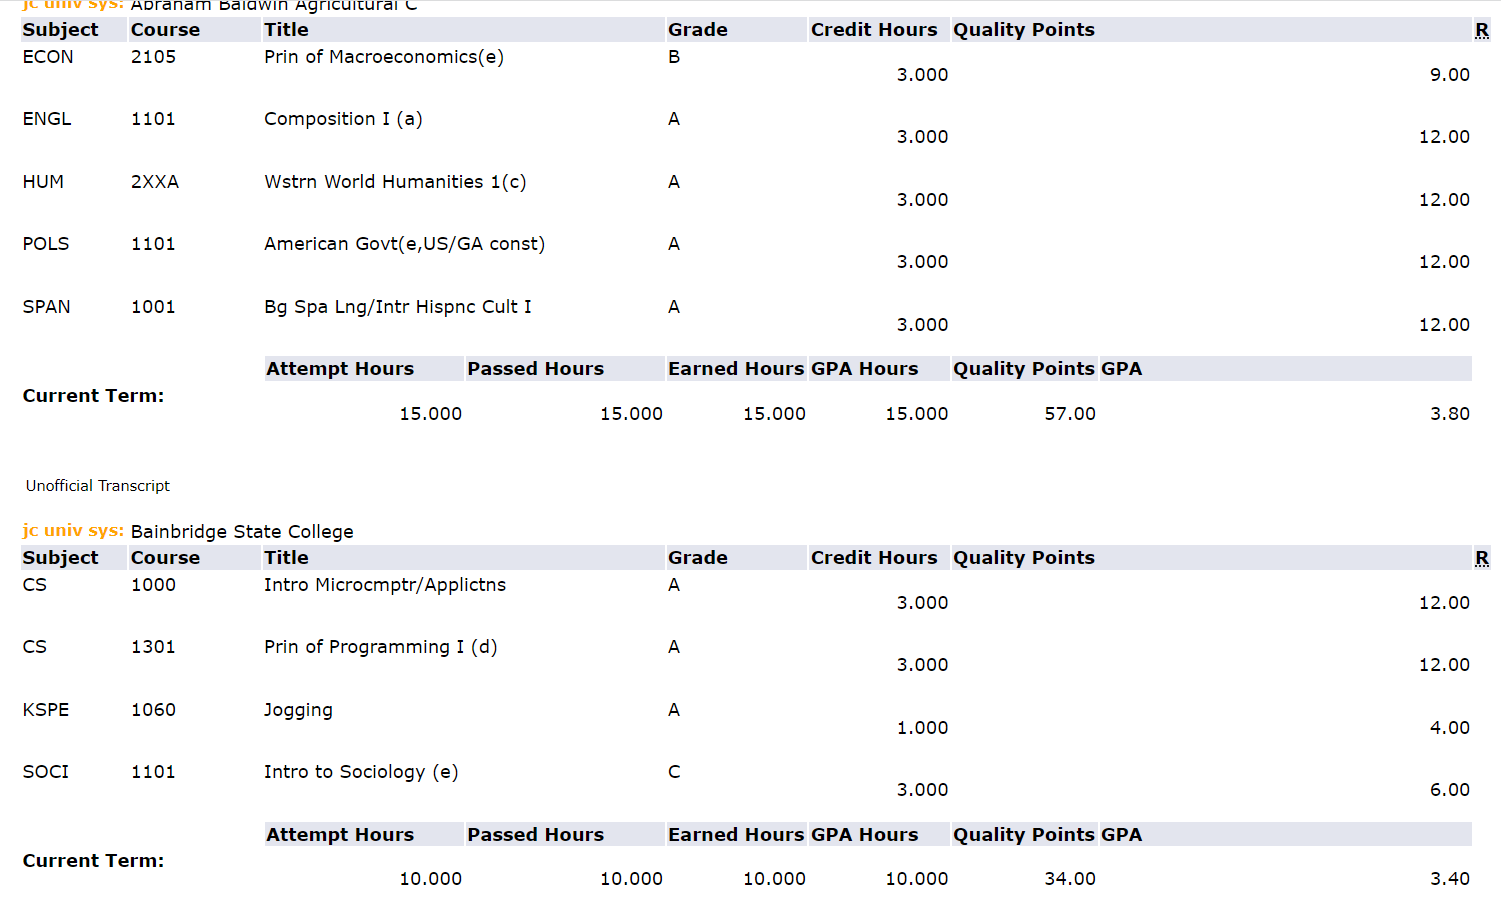 jc univ sys: Abraham Baldwin Agricultural C
Subject Course Title Grade Credit Hours Quality Points R
ECON 2105 Prin of Macroeconomics(e) B 3.000 9.00
ENGL 1101 Composition I (a) A 3.000 12.00
HUM 2XXA Wstrn World Humanities 1(c) A 3.000 12.00
POLS 1101 American Govt(e,US/GA const) A 3.000 12.00
SPAN 1001 Bg Spa Lng/Intr Hispnc Cult I A 3.000 12.00
Attempt Hours Passed Hours Earned Hours GPA Hours Quality Points GPA
Current Term: 15.000 15.000 15.000 15.000 57.00 3.80
Unofficial Transcript
jc univ sys: Bainbridge State College
Subject Course Title Grade Credit Hours Quality Points R
CS 1000 Intro Microcmptr/Applictns A 3.000 12.00
CS 1301 Prin of Programming I (d) A 3.000 12.00
KSPE 1060 Jogging A 1.000 4.00
SOCI 1101 Intro to Sociology (e) C 3.000 6.00
Attempt Hours Passed Hours Earned Hours GPA Hours Quality Points GPA
Current Term: 10.000 10.000 10.000 10.000 34.00 3.40